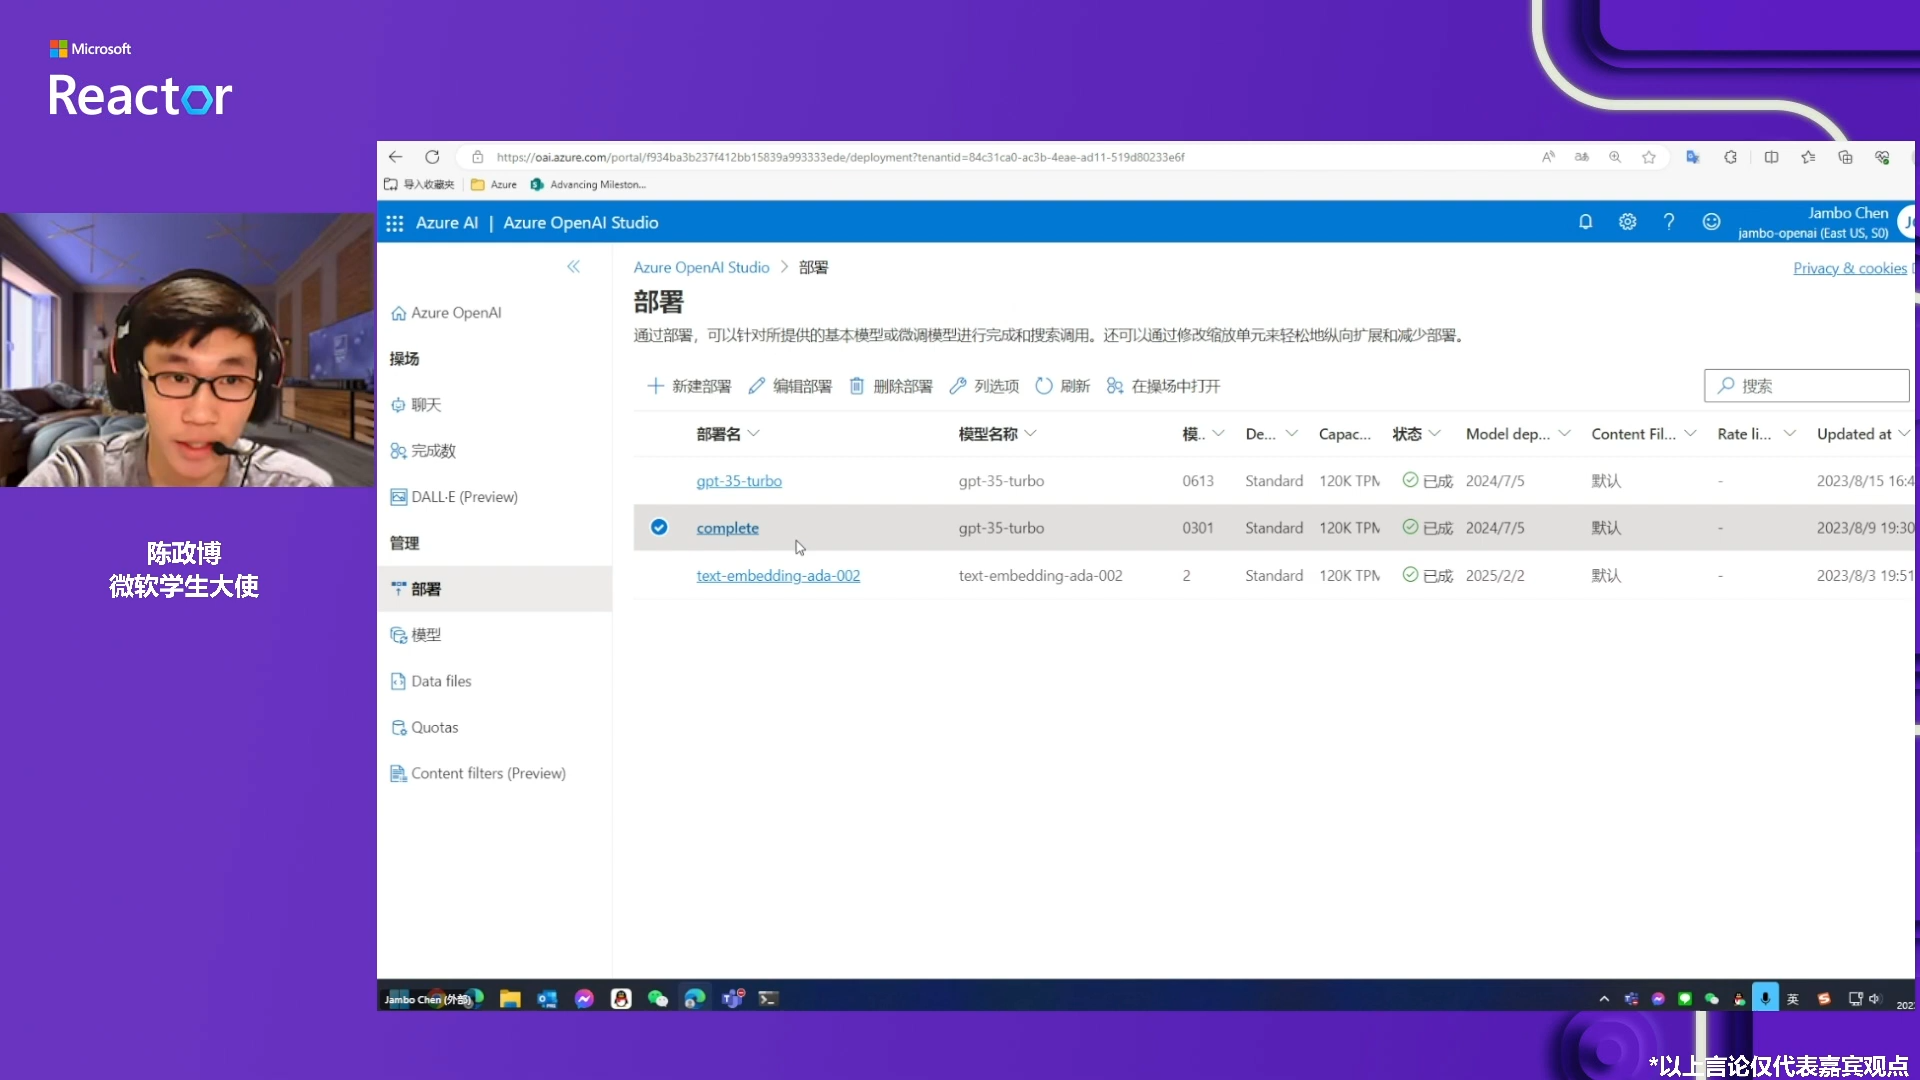 Microsoft
Reactor
https://oai.azure.com/portal/f934ba3b237f412bb15839a993333ede/deployment?tenantid=84c31ca0-ac3b-4eae-ad11-519d80233e6f
导入收藏夹 Azure Advancing Mileston...
Azure AI | Azure OpenAI Studio
Jambo Chen
jambo-openai (East US, S0)
Azure OpenAI Studio > 部署
Privacy & cookies
部署
通过部署，可以针对所提供的基本模型或微调模型进行完成和搜索调用。还可以通过修改缩放单元来轻松地纵向扩展和减少部署。
Azure OpenAI
操场
聊天
完成数
DALL·E (Preview)
管理
部署
模型
Data files
Quotas
Content filters (Preview)
新建部署 编辑部署 删除部署 列选项 刷新 在操场中打开
搜索
部署名 模型名称 模.. De... Capac... 状态 Model dep... Content Fil... Rate li... Updated at
gpt-35-turbo gpt-35-turbo 0613 Standard 120K TPM 已成 2024/7/5 默认 - 2023/8/15 16:4
complete gpt-35-turbo 0301 Standard 120K TPM 已成 2024/7/5 默认 - 2023/8/9 19:30
text-embedding-ada-002 text-embedding-ada-002 2 Standard 120K TPM 已成 2025/2/2 默认 - 2023/8/3 19:51
陈政博
微软学生大使
Jambo Chen (外部)
英
202
*以上言论仅代表嘉宾观点